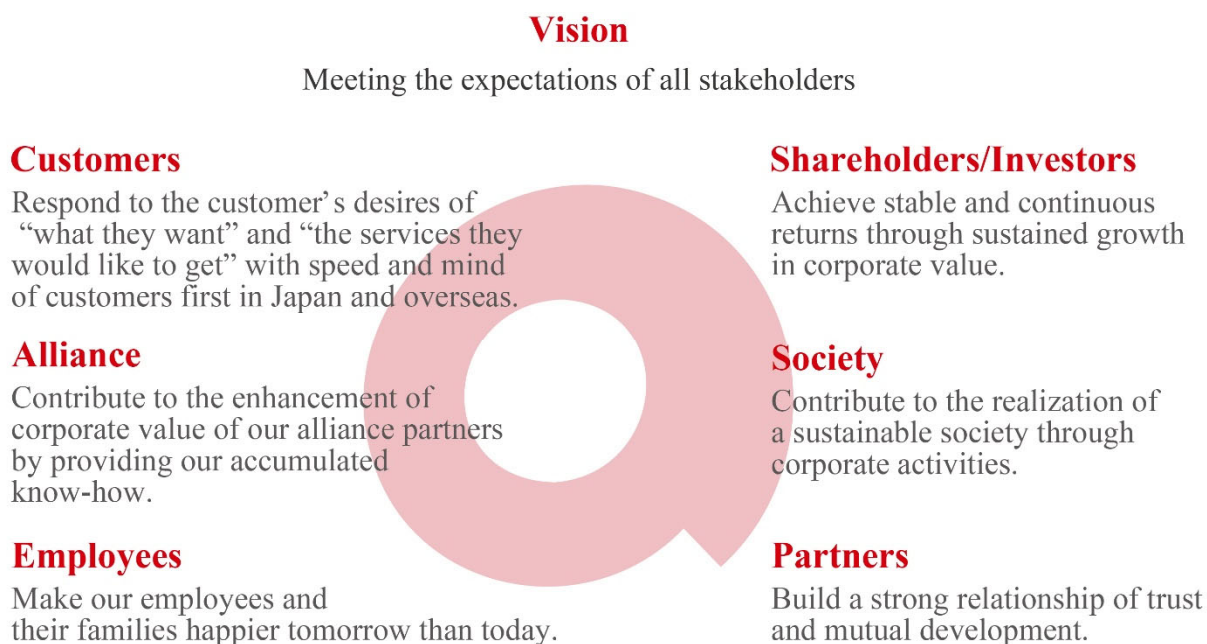 Vision
Meeting the expectations of all stakeholders
Customers
Respond to the customer’s desires of
“what they want” and “the services they
would like to get” with speed and mind
of customers first in Japan and overseas.
Alliance
Contribute to the enhancement of
corporate value of our alliance partners
by providing our accumulated
know-how.
Employees
Make our employees and
their families happier tomorrow than today.
Shareholders/Investors
Achieve stable and continuous
returns through sustained growth
in corporate value.
Society
Contribute to the realization of
a sustainable society through
corporate activities.
Partners
Build a strong relationship of trust
and mutual development.